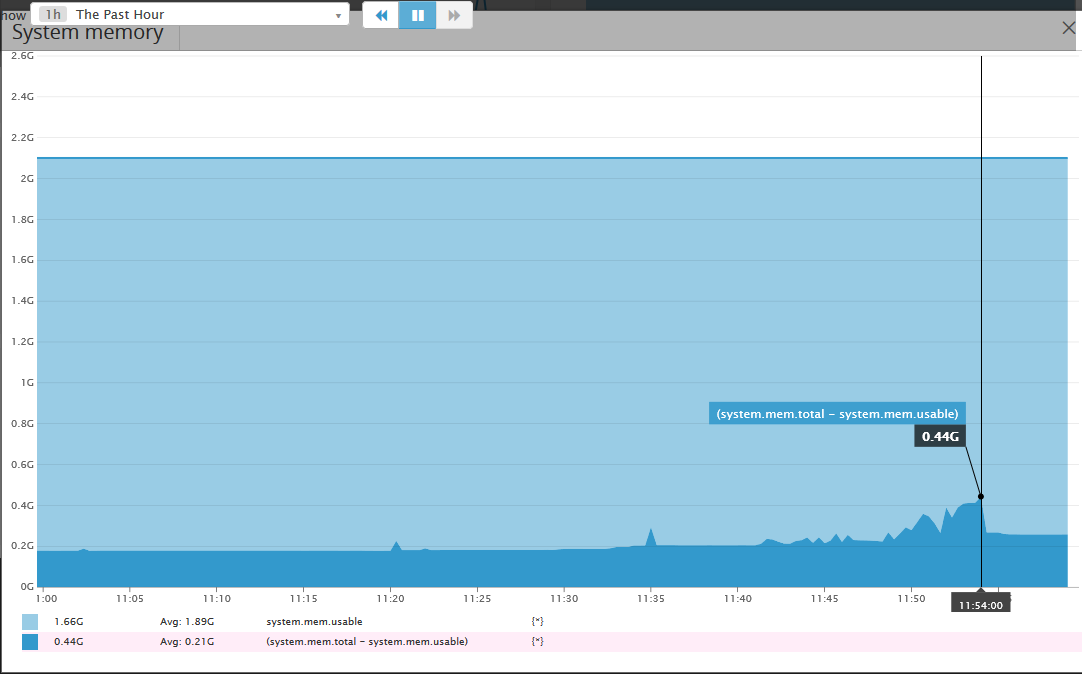 now 1h The Past Hour
System memory
2.6G
2.4G
2.2G
2G
1.8G
1.6G
1.4G
1.2G
1G
0.8G
(system.mem.total - system.mem.usable)
0.44G
0.6G
0.4G
0.2G
0G
1:00 11:05 11:10 11:15 11:20 11:25 11:30 11:35 11:40 11:45 11:50
11:54:00
1.66G Avg: 1.89G system.mem.usable {*}
0.44G Avg: 0.21G (system.mem.total - system.mem.usable) {*}